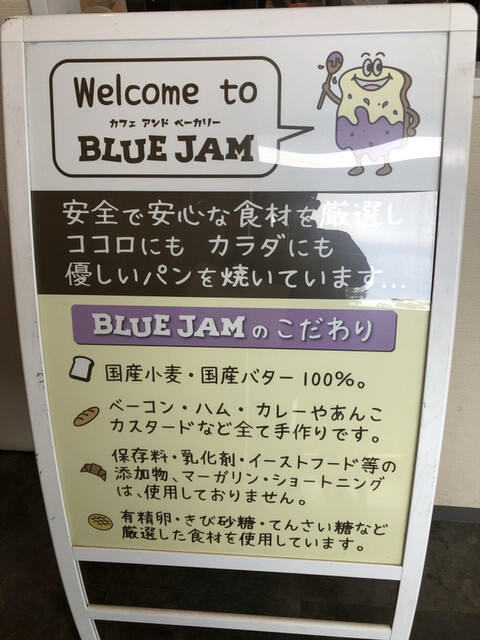 Welcome to
カフェ アンド ベーカリー
BLUE JAM
安全で安心な食材を厳選し
ココロにも カラダにも
優しいパンを焼いています...
BLUE JAMのこだわり
国産小麦・国産バター100%。
ベーコン・ハム・カレーやあんこ
カスタードなど全て手作りです。
保存料・乳化剤・イーストフード等の
添加物、マーガリン・ショートニング
は、使用しておりません。
有精卵・きび砂糖・てんさい糖など
厳選した食材を使用しています。